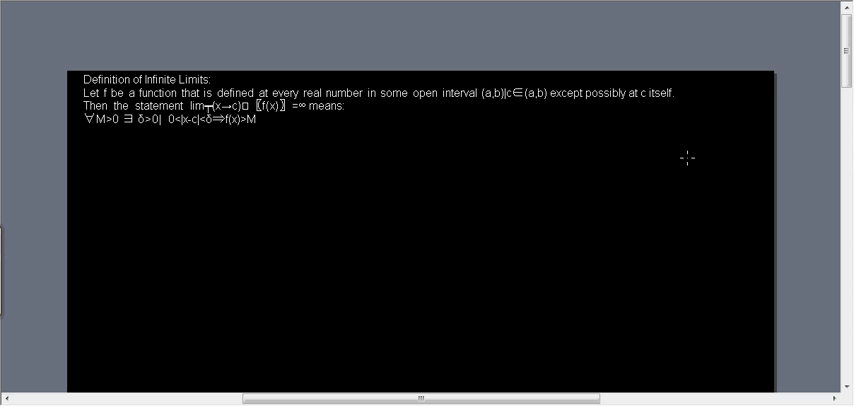 Definition of Infinite Limits:
Let f be a function that is defined at every real number in some open interval (a,b)|c∈(a,b) except possibly at c itself.
Then the statement lim┬(x→c)▯〖f(x)〗=∞ means:
∀M>0 ∃ δ>0| 0<|x-c|<δ⇒f(x)>M